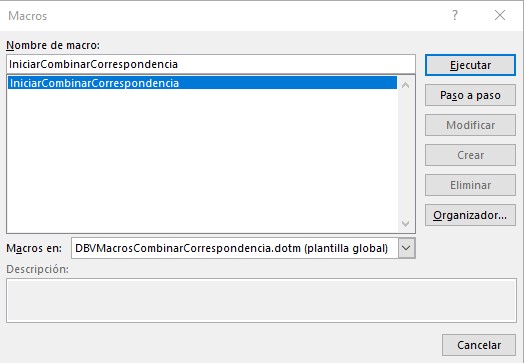 Macros
Nombre de macro:
IniciarCombinarCorrespondencia
IniciarCombinarCorrespondencia
Ejecutar
Paso a paso
Modificar
Crear
Eliminar
Organizador...
Macros en: DBVMacrosCombinarCorrespondencia.dotm (plantilla global)
Descripción:
Cancelar